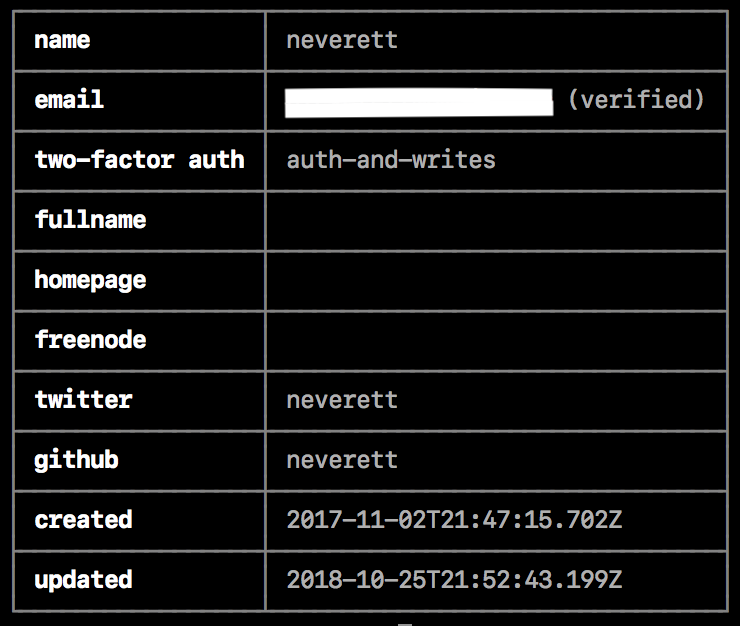 name neverett
email (verified)
two-factor auth auth-and-writes
fullname
homepage
freenode
twitter neverett
github neverett
created 2017-11-02T21:47:15.702Z
updated 2018-10-25T21:52:43.199Z